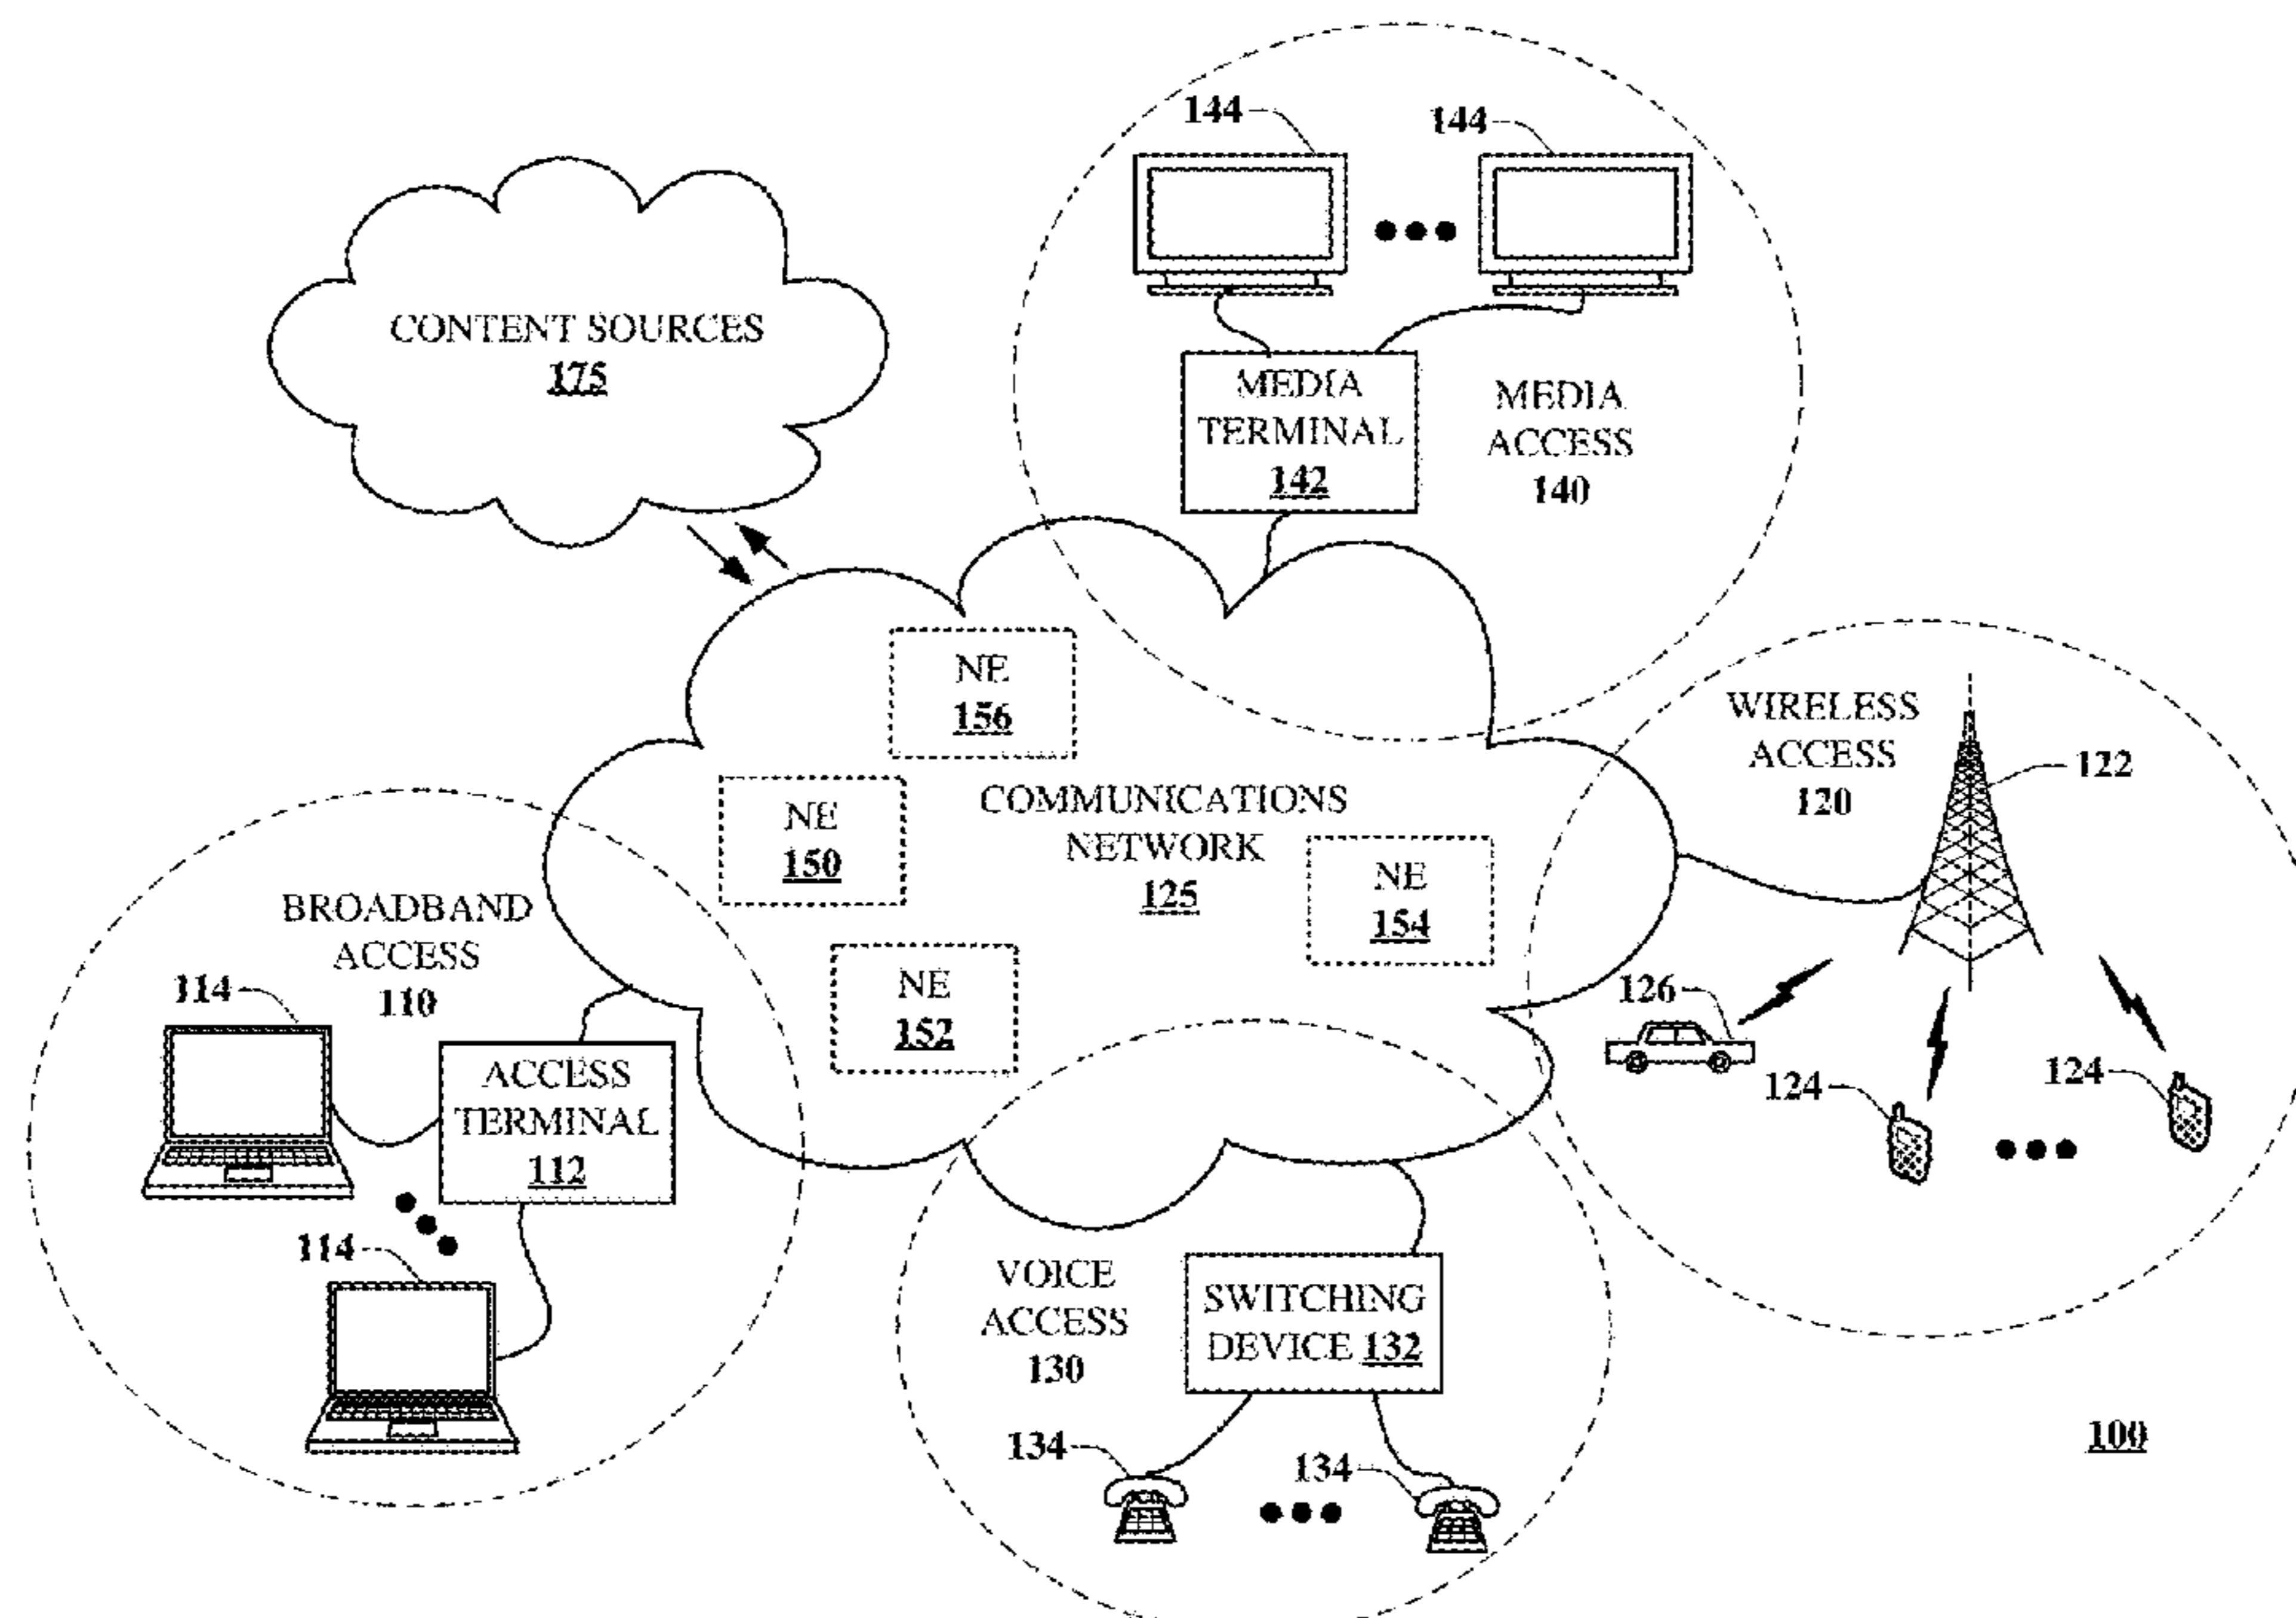 144
144
CONTENT SOURCES
175
MEDIA
TERMINAL
142
MEDIA
ACCESS
140
NE
156
WIRELESS
ACCESS
120
122
NE
150
COMMUNICATIONS
NETWORK
125
NE
154
BROADBAND
ACCESS
110
114
NE
152
126
124
124
ACCESS
TERMINAL
112
114
VOICE
ACCESS
130
SWITCHING
DEVICE 132
134
134
100